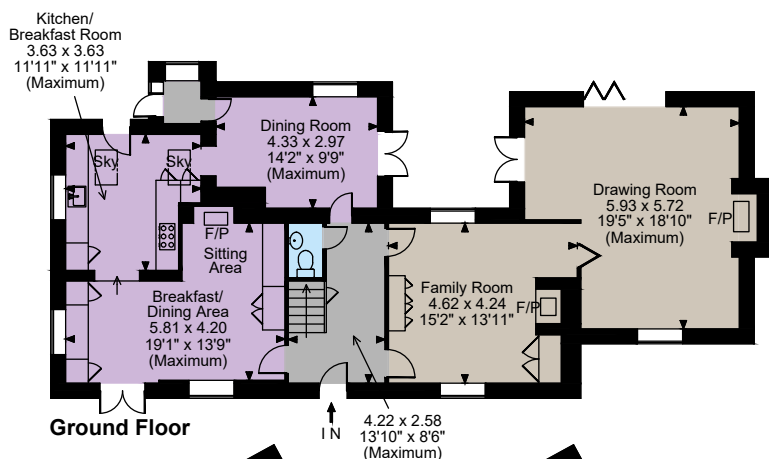 Kitchen/
Breakfast Room
3.63 x 3.63
11'11" x 11'11"
(Maximum)
Dining Room
4.33 x 2.97
14'2" x 9'9"
(Maximum)
Sky
Sky
Drawing Room
5.93 x 5.72
19'5" x 18'10"
(Maximum)
F/P
F/P
Sitting
Area
Family Room
4.62 x 4.24
15'2" x 13'11"
F/P
Breakfast/
Dining Area
5.81 x 4.20
19'1" x 13'9"
(Maximum)
Ground Floor
IN
4.22 x 2.58
13'10" x 8'6"
(Maximum)